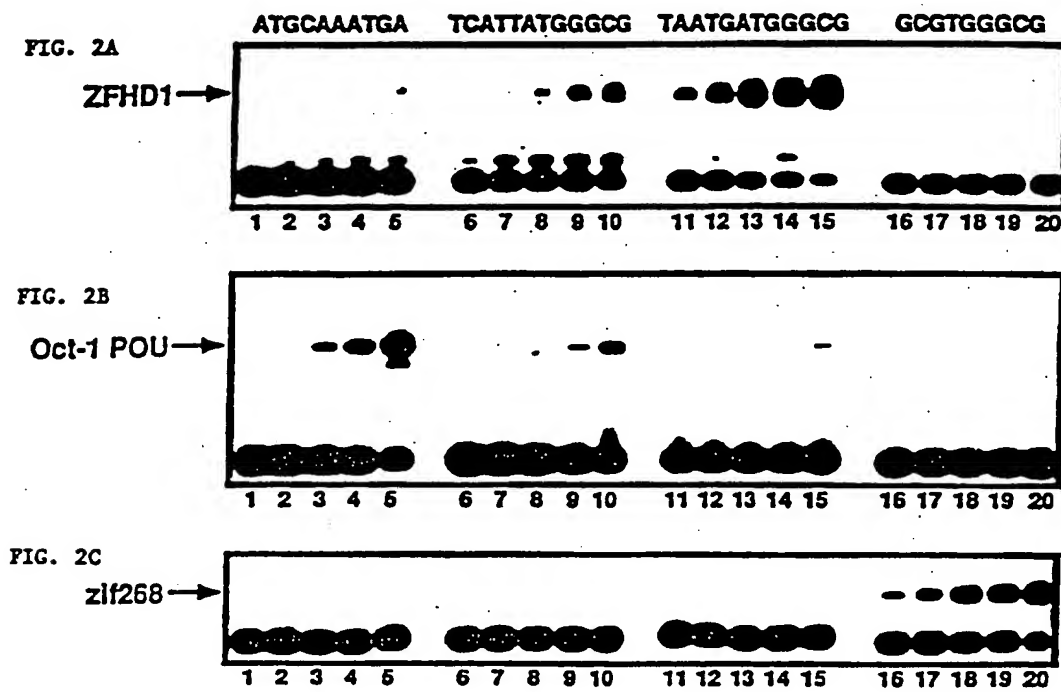 ATGCAAATGA TCATTATGGGCG TAATGATGGGCG GCGTGGGCG
FIG. 2A
ZFHD1
1 2 3 4 5 6 7 8 9 10 11 12 13 14 15 16 17 18 19 20
FIG. 2B
Oct-1 POU
1 2 3 4 5 6 7 8 9 10 11 12 13 14 15 16 17 18 19 20
FIG. 2C
zif268
1 2 3 4 5 6 7 8 9 10 11 12 13 14 15 16 17 18 19 20